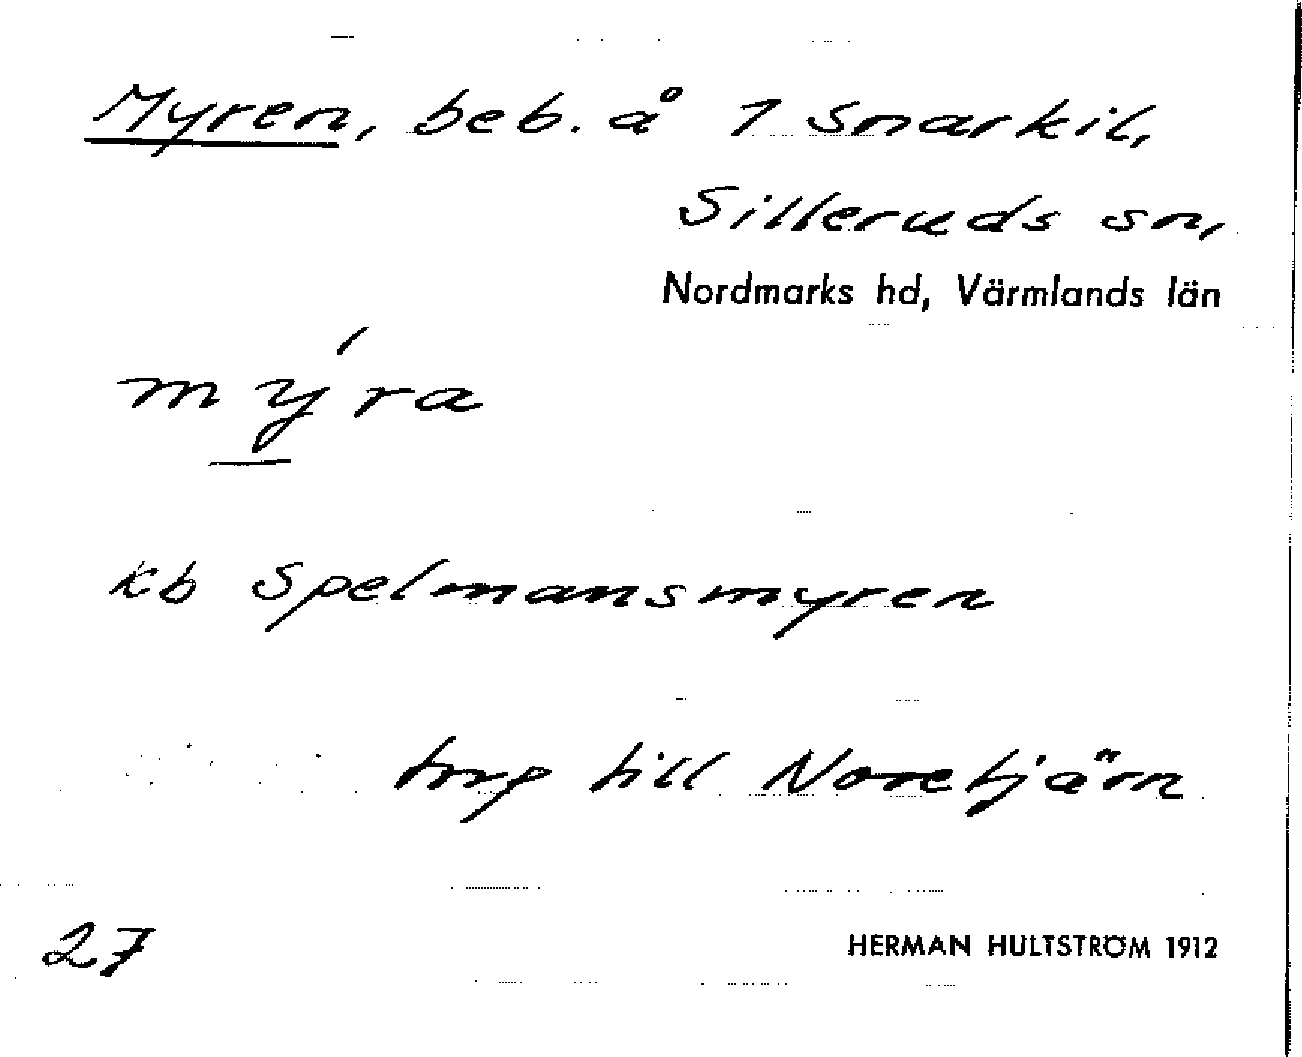 Myren, beb. å 1 Snarkil,
Silleruds sn,
Nordmarks hd, Värmlands län
mýra
kb Spelmansmyren
torp till Noretjärn
27
HERMAN HULTSTRÖM 1912